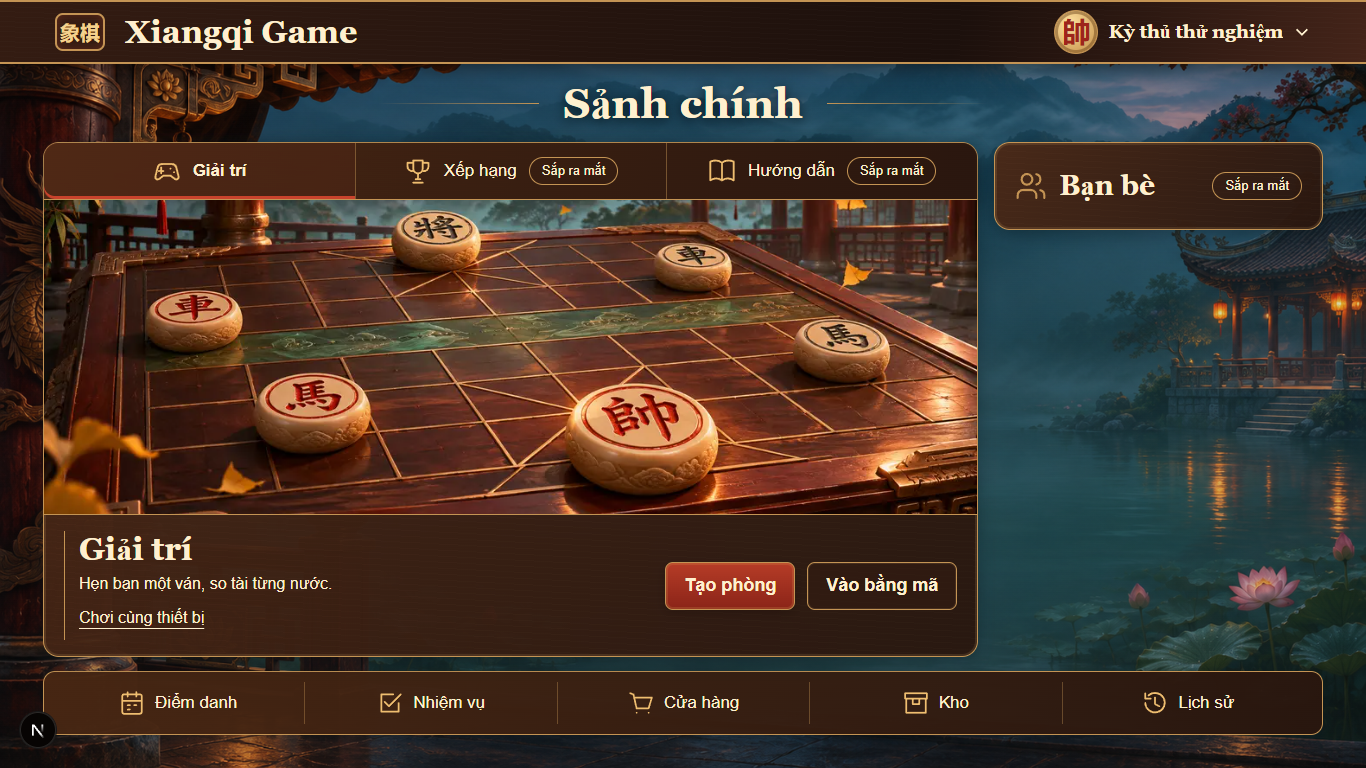 象棋 Xiangqi Game
帥 Kỳ thủ thử nghiệm
Sảnh chính
Giải trí
Xếp hạng Sắp ra mắt
Hướng dẫn Sắp ra mắt
Bạn bè Sắp ra mắt
將
車
車
馬
馬
帥
Giải trí
Hẹn bạn một ván, so tài từng nước.
Chơi cùng thiết bị
Tạo phòng
Vào bằng mã
Điểm danh
Nhiệm vụ
Cửa hàng
Kho
Lịch sử
N